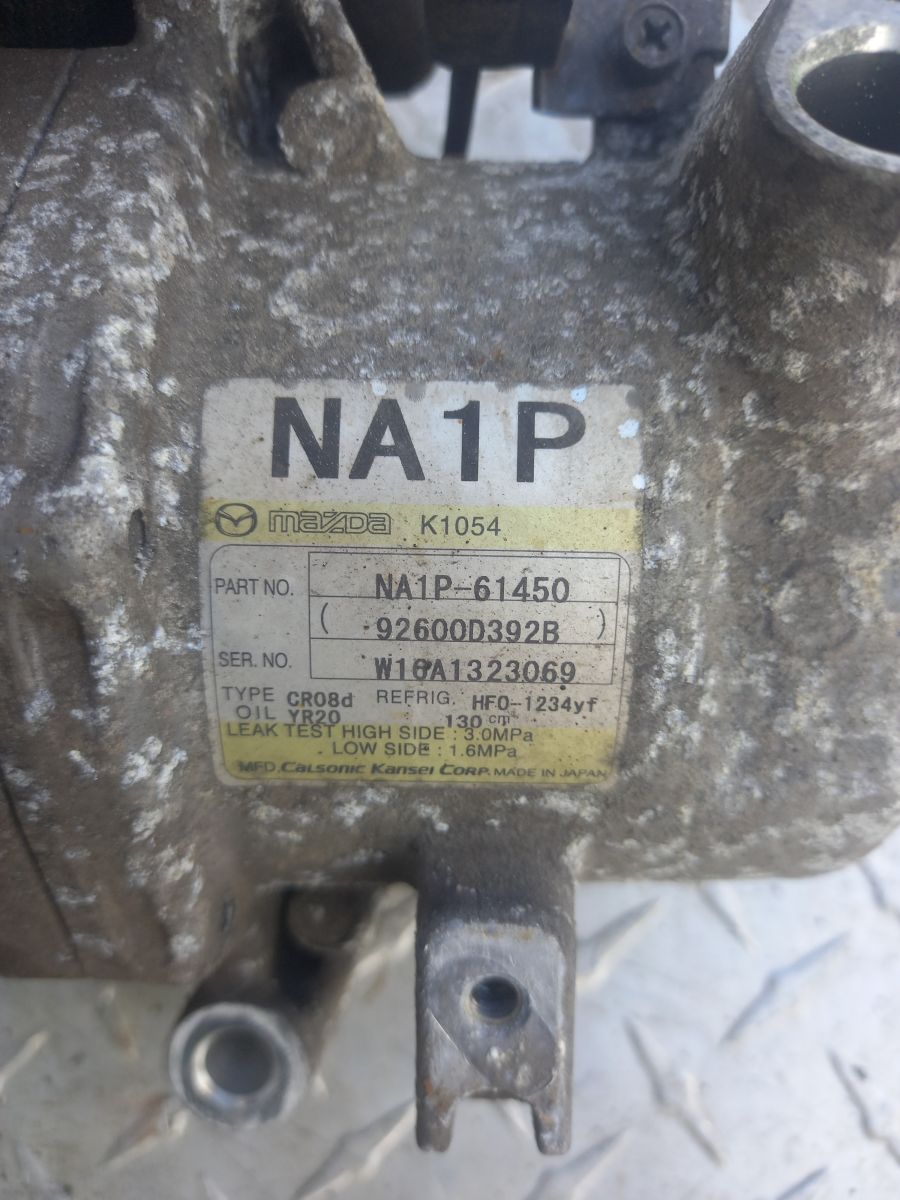 NA1P
mazda K1054
PART NO. NA1P-61450
( 92600D392B )
SER. NO. W16A1323069
TYPE CR08d REFRIG. HFO-1234yf
OIL YR20 130 cm³
LEAK TEST HIGH SIDE : 3.0MPa
LOW SIDE : 1.6MPa
MFD. CALSONIC KANSEI CORP. MADE IN JAPAN